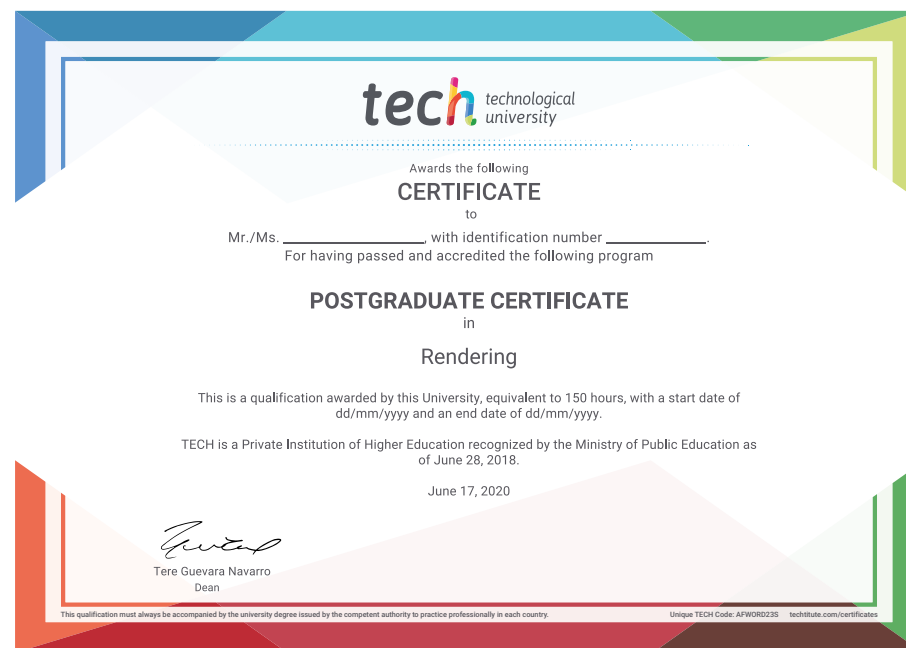 tech technological
university
Awards the following
CERTIFICATE
to
Mr./Ms. ________________, with identification number ____________.
For having passed and accredited the following program
POSTGRADUATE CERTIFICATE
in
Rendering
This is a qualification awarded by this University, equivalent to 150 hours, with a start date of
dd/mm/yyyy and an end date of dd/mm/yyyy.
TECH is a Private Institution of Higher Education recognized by the Ministry of Public Education as
of June 28, 2018.
June 17, 2020
Tere Guevara Navarro
Dean
This qualification must always be accompanied by the university degree issued by the competent authority to practice professionally in each country. Unique TECH Code: AFWORD23S techtitute.com/certificates